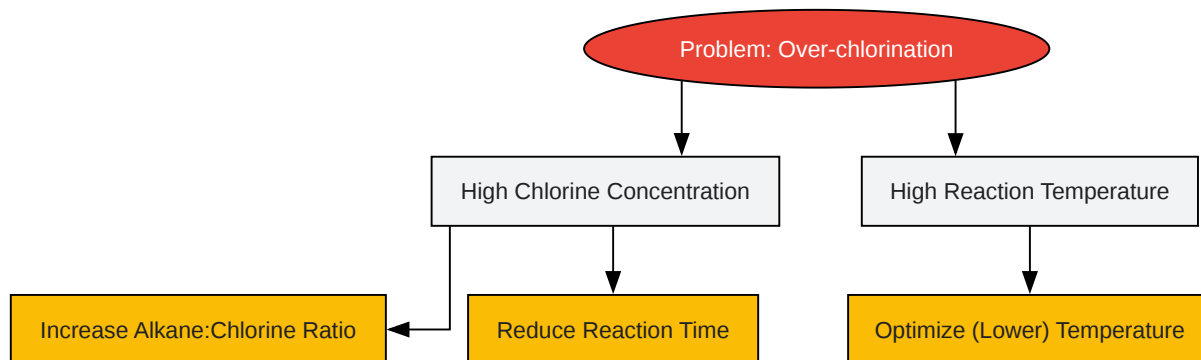 Problem: Over-chlorination
High Chlorine Concentration
High Reaction Temperature
Increase Alkane:Chlorine Ratio
Reduce Reaction Time
Optimize (Lower) Temperature